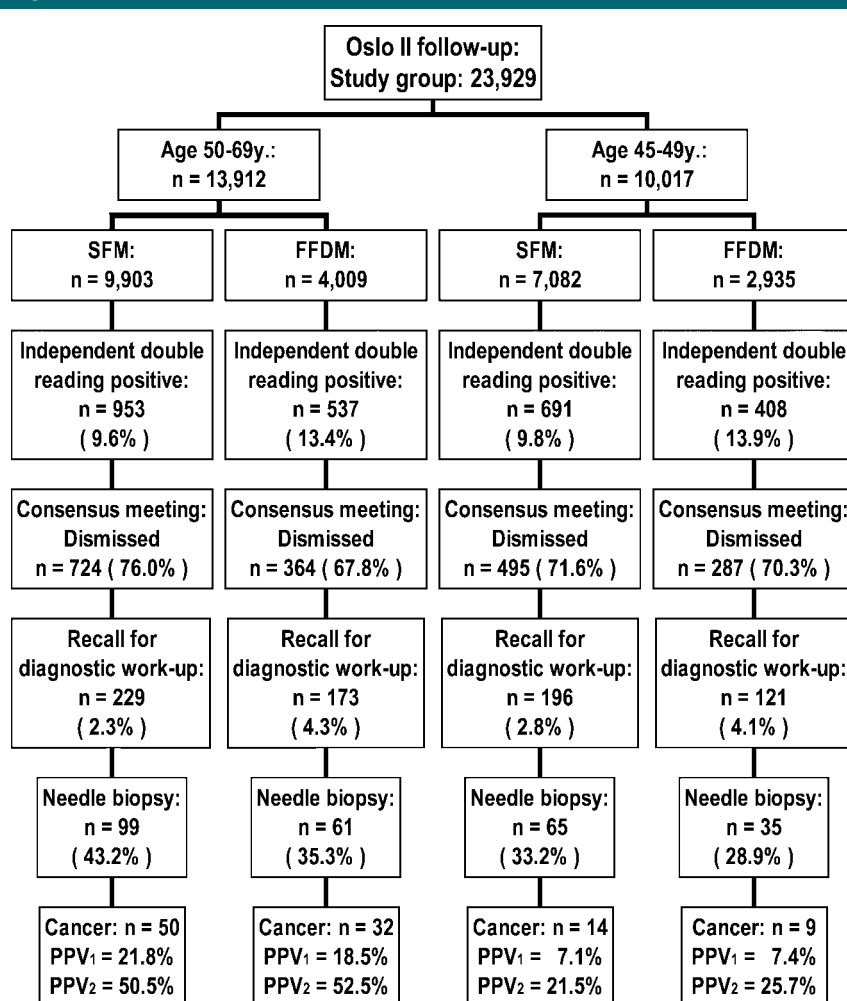 Oslo II follow-up:
Study group: 23,929
Age 50-69y.:
n = 13,912
Age 45-49y.:
n = 10,017
SFM:
n = 9,903
FFDM:
n = 4,009
SFM:
n = 7,082
FFDM:
n = 2,935
Independent double
reading positive:
n = 953
( 9.6% )
Independent double
reading positive:
n = 537
( 13.4% )
Independent double
reading positive:
n = 691
( 9.8% )
Independent double
reading positive:
n = 408
( 13.9% )
Consensus meeting:
Dismissed
n = 724 ( 76.0% )
Consensus meeting:
Dismissed
n = 364 ( 67.8% )
Consensus meeting:
Dismissed
n = 495 ( 71.6% )
Consensus meeting:
Dismissed
n = 287 ( 70.3% )
Recall for
diagnostic work-up:
n = 229
( 2.3% )
Recall for
diagnostic work-up:
n = 173
( 4.3% )
Recall for
diagnostic work-up:
n = 196
( 2.8% )
Recall for
diagnostic work-up:
n = 121
( 4.1% )
Needle biopsy:
n = 99
( 43.2% )
Needle biopsy:
n = 61
( 35.3% )
Needle biopsy:
n = 65
( 33.2% )
Needle biopsy:
n = 35
( 28.9% )
Cancer: n = 50
PPV₁ = 21.8%
PPV₂ = 50.5%
Cancer: n = 32
PPV₁ = 18.5%
PPV₂ = 52.5%
Cancer: n = 14
PPV₁ = 7.1%
PPV₂ = 21.5%
Cancer: n = 9
PPV₁ = 7.4%
PPV₂ = 25.7%